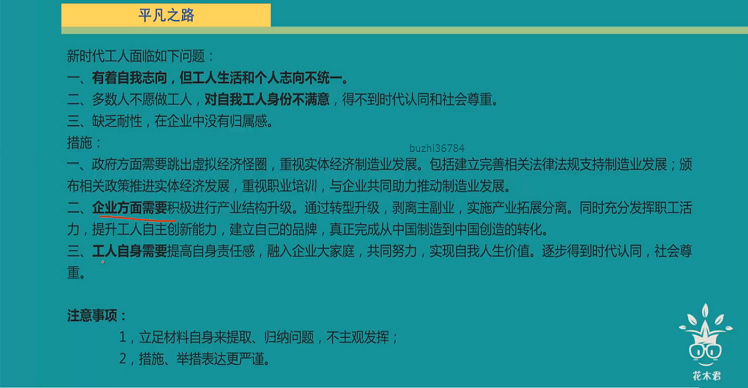 平凡之路
新时代工人面临如下问题：
一、有着自我志向，但工人生活和个人志向不统一。
二、多数人不愿做工人，对自我工人身份不满意，得不到时代认同和社会尊重。
三、缺乏耐性，在企业中没有归属感。
措施：
buzhi36784
一、政府方面需要跳出虚拟经济怪圈，重视实体经济制造业发展。包括建立完善相关法律法规支持制造业发展；颁
布相关政策推进实体经济发展，重视职业培训，与企业共同助力推动制造业发展。
二、企业方面需要积极进行产业结构升级。通过转型升级，剥离主副业，实施产业拓展分离。同时充分发挥职工活
力，提升工人自主创新能力，建立自己的品牌，真正完成从中国制造到中国创造的转化。
三、工人自身需要提高自身责任感，融入企业大家庭，共同努力，实现自我人生价值。逐步得到时代认同，社会尊
重。
注意事项：
1，立足材料自身来提取、归纳问题，不主观发挥；
2，措施、举措表达更严谨。
花木君